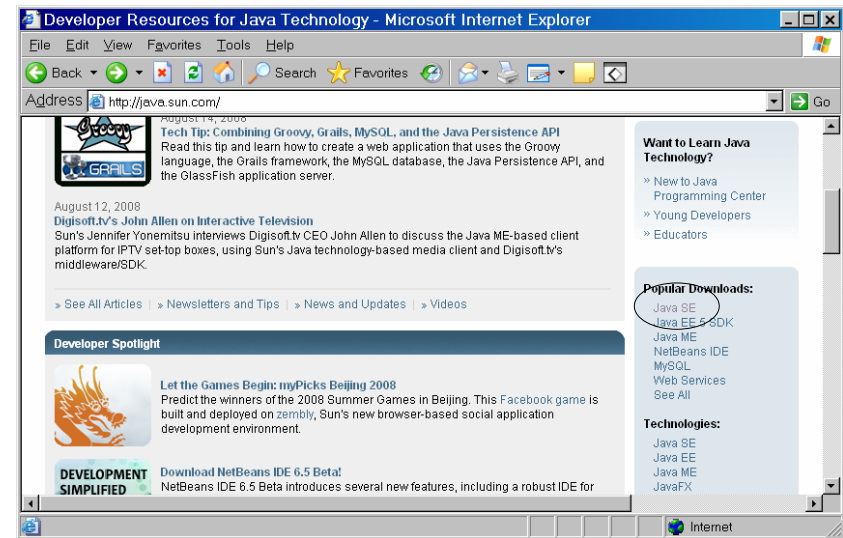 Developer Resources for Java Technology - Microsoft Internet Explorer
File Edit View Favorites Tools Help
Back Search Favorites
Address http://java.sun.com/ Go
August 14, 2008
Tech Tip: Combining Groovy, Grails, MySQL, and the Java Persistence API
Read this tip and learn how to create a web application that uses the Groovy
language, the Grails framework, the MySQL database, the Java Persistence API, and
the GlassFish application server.
Groovy
GRAILS
August 12, 2008
Digisoft.tv's John Allen on Interactive Television
Sun's Jennifer Yonemitsu interviews Digisoft.tv CEO John Allen to discuss the Java ME-based client
platform for IPTV set-top boxes, using Sun's Java technology-based media client and Digisoft.tv's
middleware/SDK.
» See All Articles | » Newsletters and Tips | » News and Updates | » Videos
Developer Spotlight
Let the Games Begin: myPicks Beijing 2008
Predict the winners of the 2008 Summer Games in Beijing. This Facebook game is
built and deployed on zembly, Sun's new browser-based social application
development environment.
DEVELOPMENT
SIMPLIFIED
Download NetBeans IDE 6.5 Beta!
NetBeans IDE 6.5 Beta introduces several new features, including a robust IDE for
Want to Learn Java
Technology?
» New to Java
Programming Center
» Young Developers
» Educators
Popular Downloads:
Java SE
Java EE 5 SDK
Java ME
NetBeans IDE
MySQL
Web Services
See All
Technologies:
Java SE
Java EE
Java ME
JavaFX
Internet